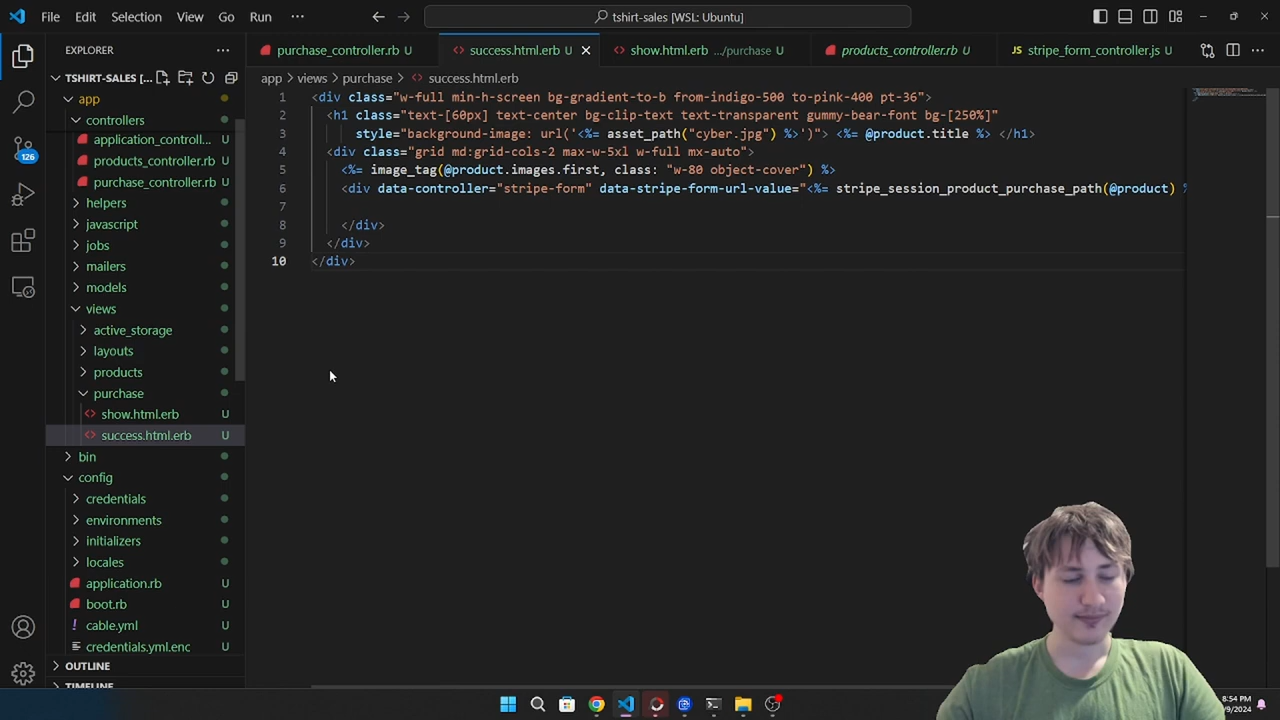 File Edit Selection View Go Run ··· tshirt-sales [WSL: Ubuntu]
EXPLORER ···
TSHIRT-SALES [...
app
controllers
application_controll...
products_controller.rb
purchase_controller.rb
helpers
javascript
jobs
mailers
models
views
active_storage
layouts
products
purchase
show.html.erb U
success.html.erb U
bin
config
credentials
environments
initializers
locales
application.rb U
boot.rb U
cable.yml U
credentials.yml.enc U
OUTLINE
TIMELINE
126
purchase_controller.rb U success.html.erb U show.html.erb .../purchase U products_controller.rb U stripe_form_controller.js U
app > views > purchase > success.html.erb
1 <div class="w-full min-h-screen bg-gradient-to-b from-indigo-500 to-pink-400 pt-36">
2 <h1 class="text-[60px] text-center bg-clip-text text-transparent gummy-bear-font bg-[250%]"
3 style="background-image: url('<%= asset_path("cyber.jpg") %>')"> <%= @product.title %> </h1>
4 <div class="grid md:grid-cols-2 max-w-5xl w-full mx-auto">
5 <%= image_tag(@product.images.first, class: "w-80 object-cover") %>
6 <div data-controller="stripe-form" data-stripe-form-url-value="<%= stripe_session_product_purchase_path(@product) %
7
8 </div>
9 </div>
10 </div>
8:54 PM
/9/2024